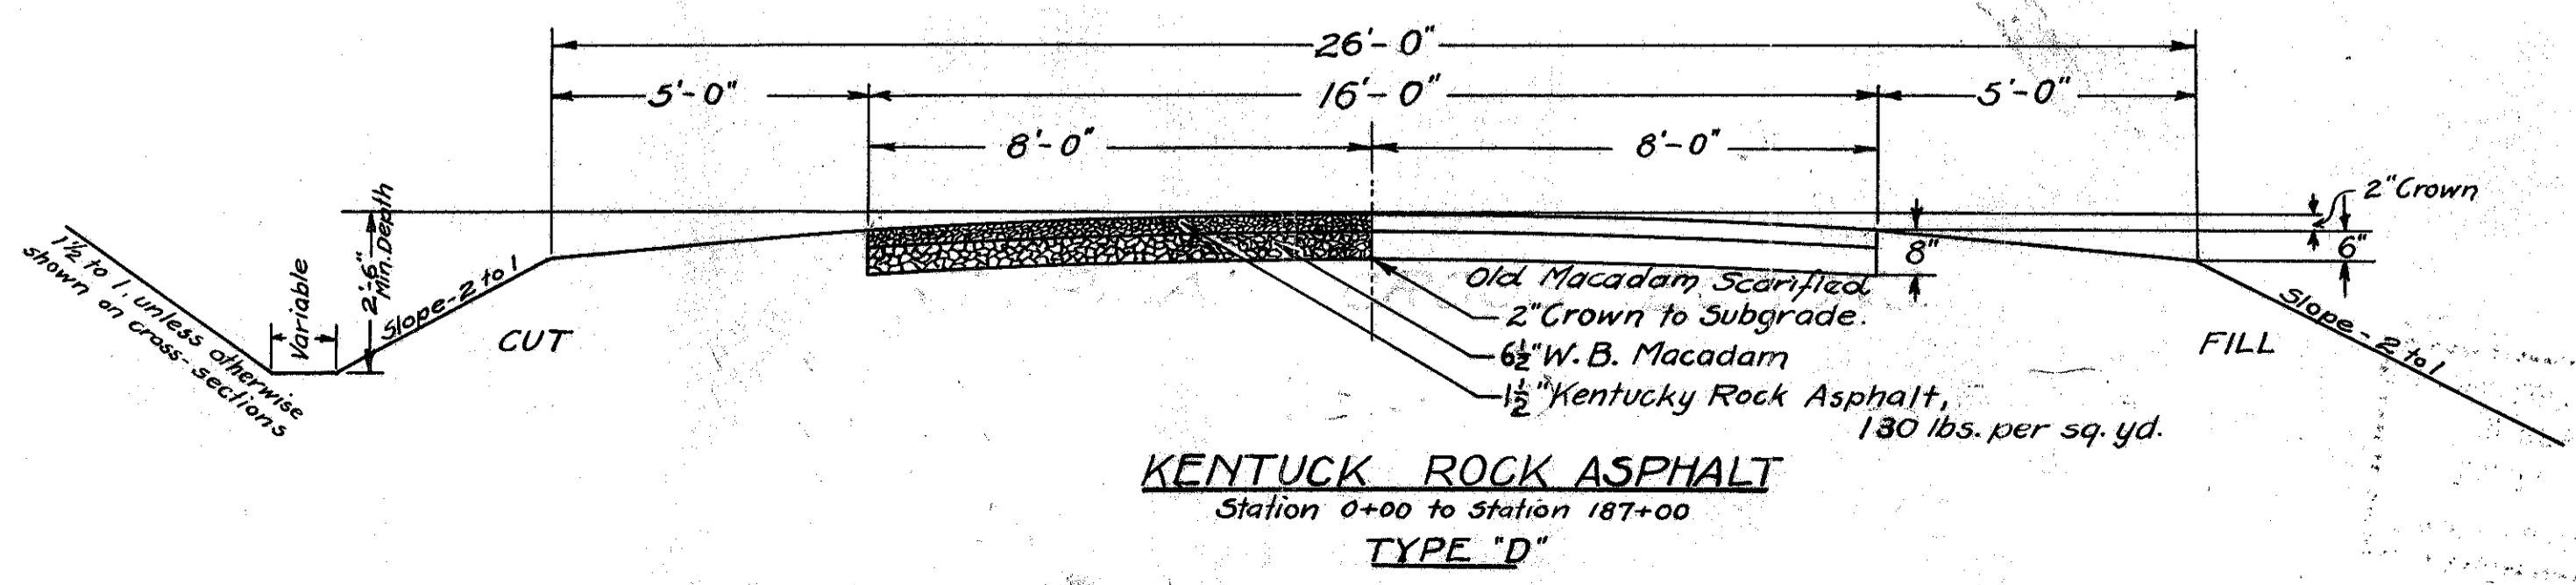 26'-0"
5'-0"
16'-0"
5'-0"
8'-0"
8'-0"
2" Crown
6"
8"
1½ to 1, unless otherwise
shown on cross-sections
Variable
2'-6"
Min. Depth
Slope-2 to 1
CUT
Old Macadam Scarified
2" Crown to Subgrade.
6½" W. B. Macadam
1½" Kentucky Rock Asphalt,
130 lbs. per sq. yd.
FILL
Slope-2 to 1
KENTUCK ROCK ASPHALT
Station 0+00 to Station 187+00
TYPE "D"